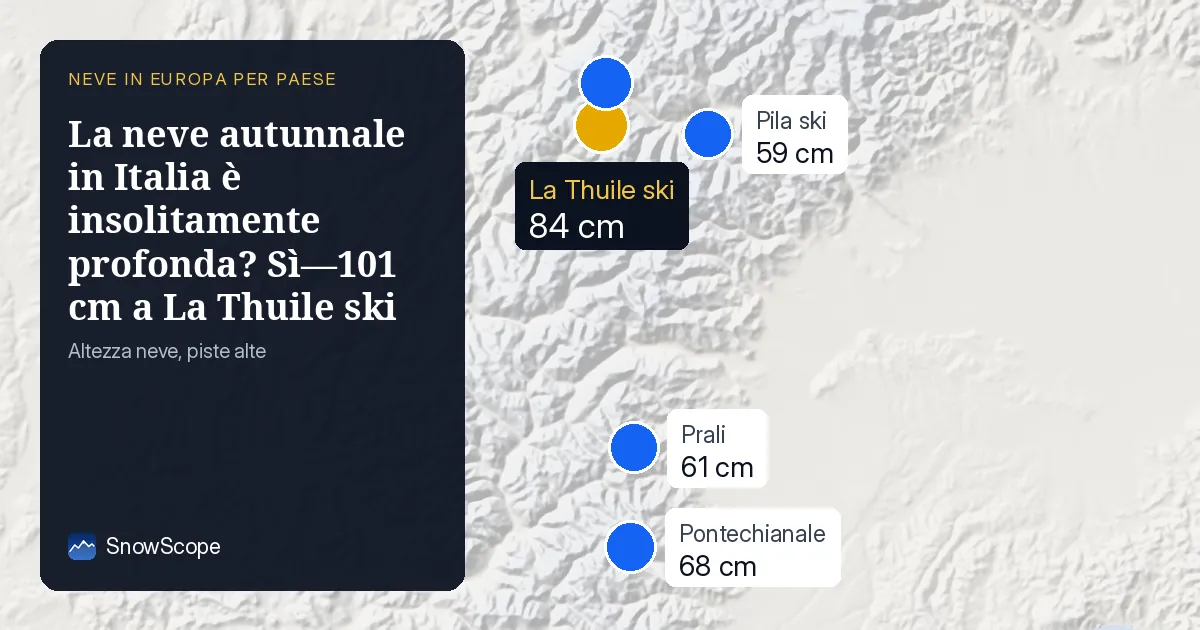 NEVE IN EUROPA PER PAESE
La neve autunnale
in Italia è
insolitamente
profonda? Sì—101
cm a La Thuile ski
Altezza neve, piste alte
SnowScope
Pila ski
59 cm
La Thuile ski
84 cm
Prali
61 cm
Pontechianale
68 cm